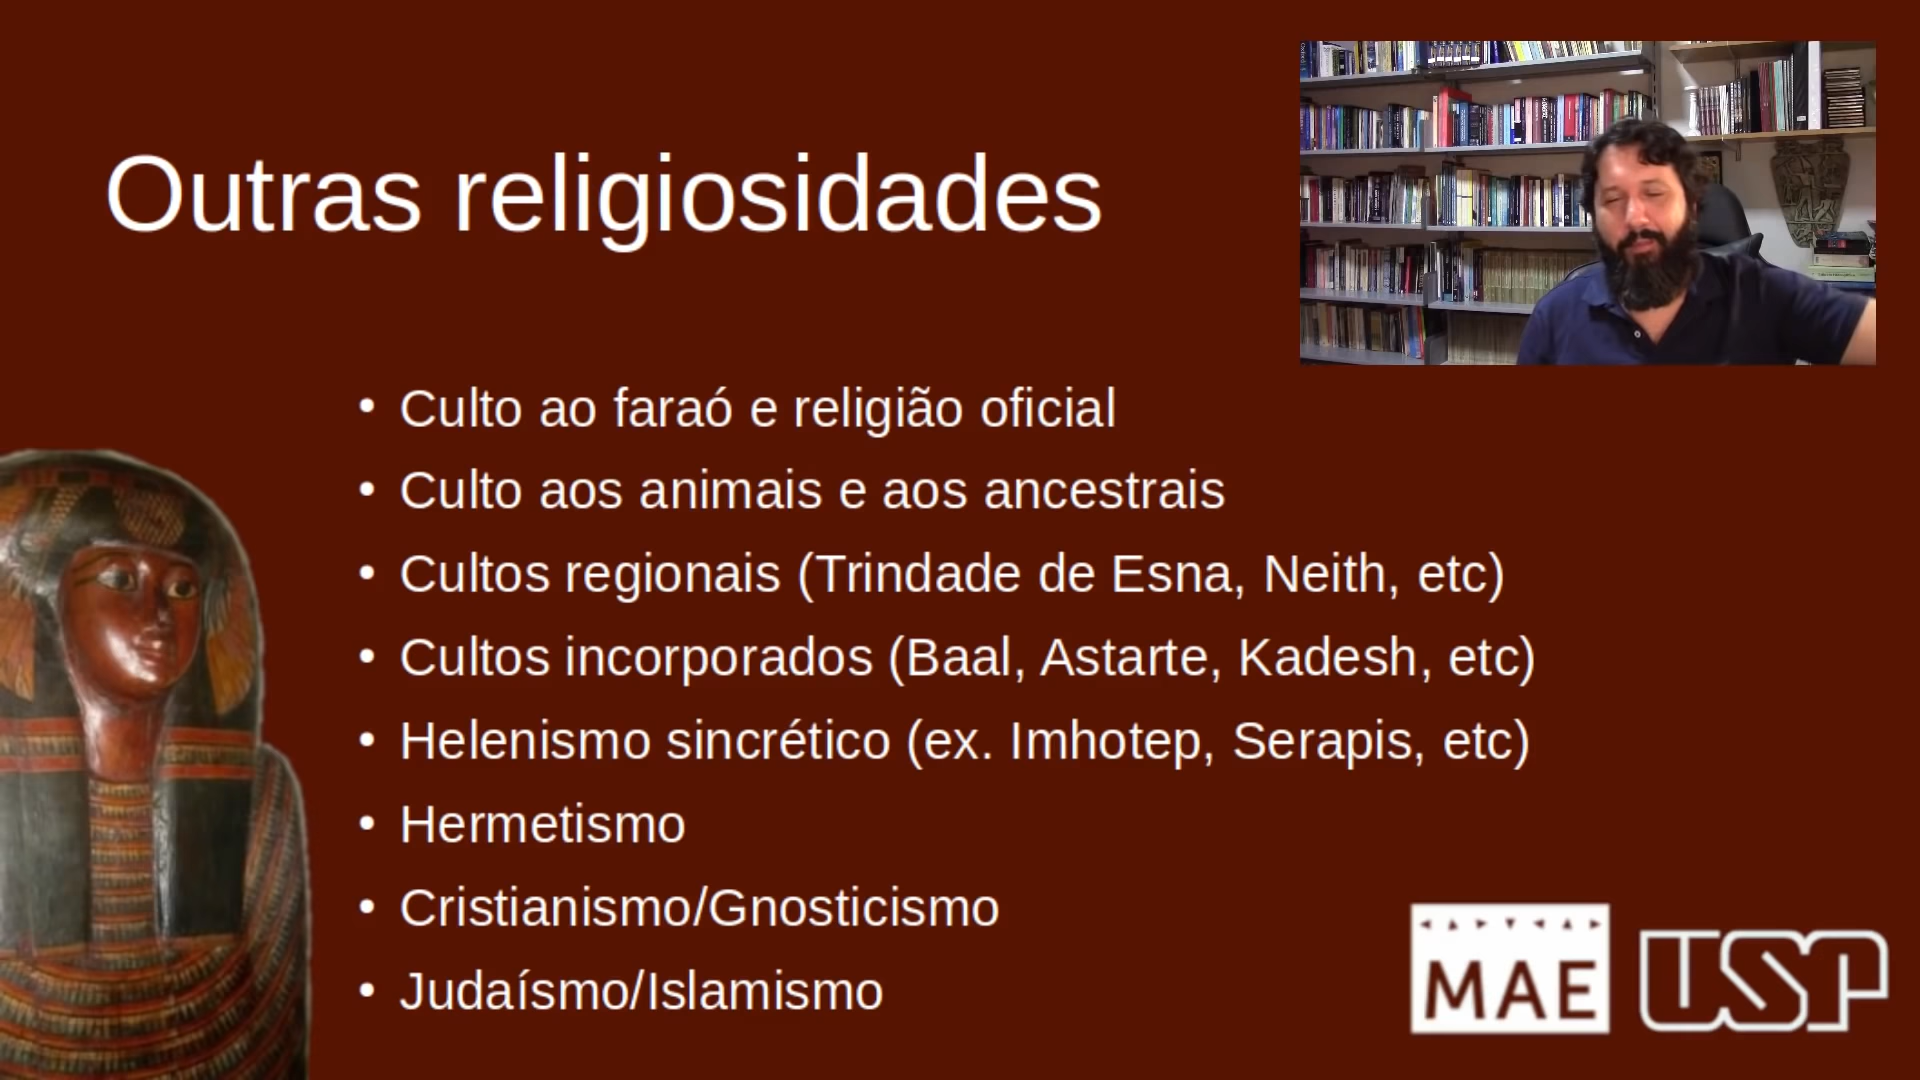 Outras religiosidades
• Culto ao faraó e religião oficial
• Culto aos animais e aos ancestrais
• Cultos regionais (Trindade de Esna, Neith, etc)
• Cultos incorporados (Baal, Astarte, Kadesh, etc)
• Helenismo sincrético (ex. Imhotep, Serapis, etc)
• Hermetismo
• Cristianismo/Gnosticismo
• Judaísmo/Islamismo
MAE
USP